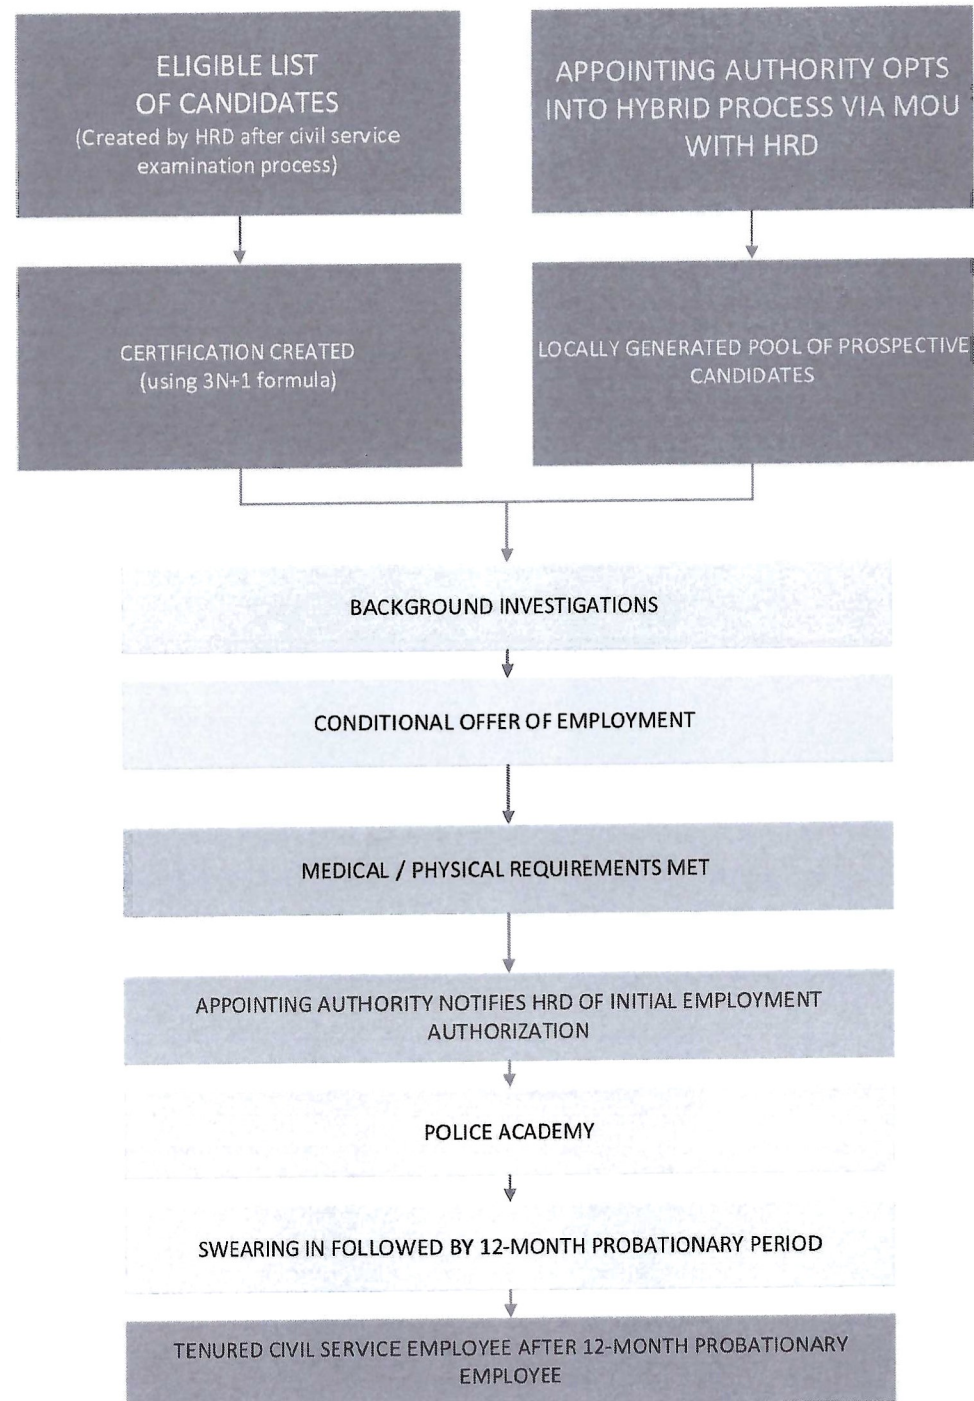 ELIGIBLE LIST
OF CANDIDATES
(Created by HRD after civil service
examination process)
APPOINTING AUTHORITY OPTS
INTO HYBRID PROCESS VIA MOU
WITH HRD
CERTIFICATION CREATED
(using 3N+1 formula)
LOCALLY GENERATED POOL OF PROSPECTIVE
CANDIDATES
BACKGROUND INVESTIGATIONS
CONDITIONAL OFFER OF EMPLOYMENT
MEDICAL / PHYSICAL REQUIREMENTS MET
APPOINTING AUTHORITY NOTIFIES HRD OF INITIAL EMPLOYMENT
AUTHORIZATION
POLICE ACADEMY
SWEARING IN FOLLOWED BY 12-MONTH PROBATIONARY PERIOD
TENURED CIVIL SERVICE EMPLOYEE AFTER 12-MONTH PROBATIONARY
EMPLOYEE